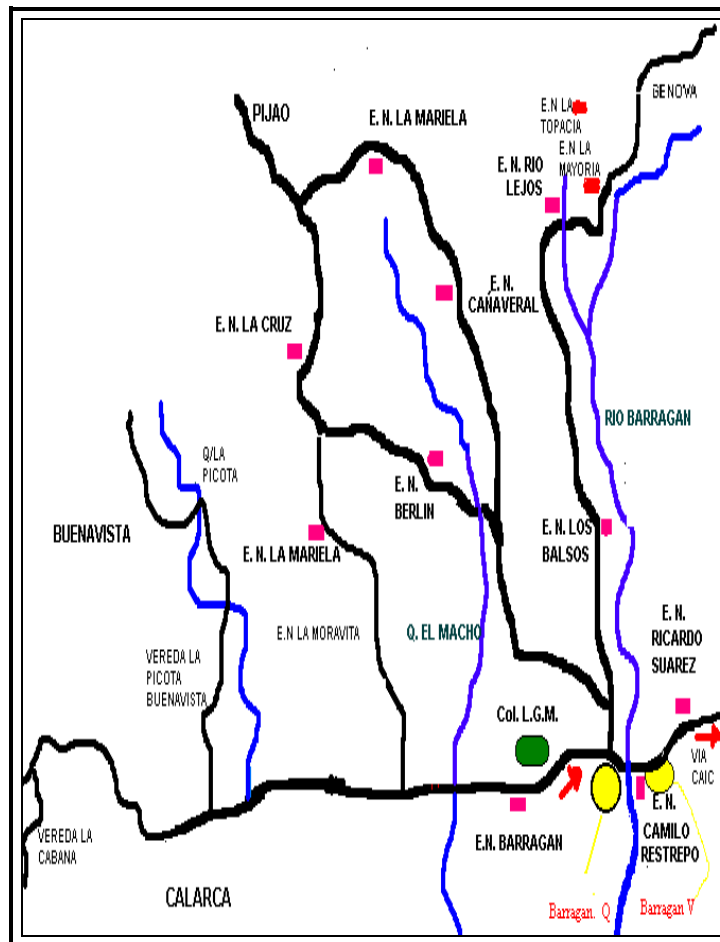 PIJAO
E. N. LA MARIELA
E.N LA
TOPACIA
E.N LA
MAYORIA
GENOVA
E. N. RIO
LEJOS
E. N.
CAÑAVERAL
E. N. LA CRUZ
RIO BARRAGAN
Q/LA
PICOTA
E. N.
BERLIN
BUENAVISTA
E. N. LA MARIELA
E. N. LOS
BALSOS
E.N LA MORAVITA
Q. EL MACHO
E. N.
RICARDO
SUAREZ
VEREDA LA
PICOTA
BUENAVISTA
Col. L.G.M.
VIA
CAIC
VEREDA LA
CABANA
E.N. BARRAGAN
E. N.
CAMILO
RESTREPO
CALARCA
Barragan. Q
Barragan V